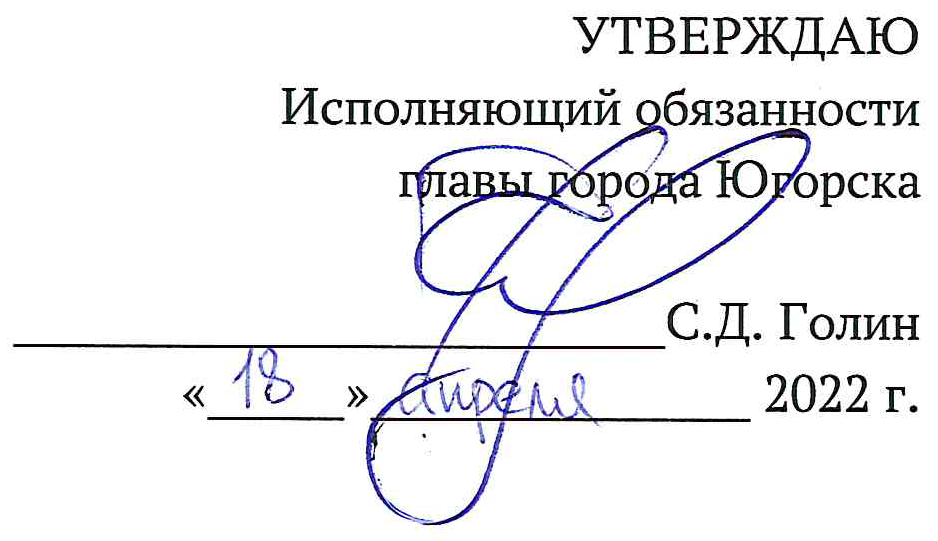 УТВЕРЖДАЮ
Исполняющий обязанности
главы города Югорска
С.Д. Голин
«18» апреля 2022 г.